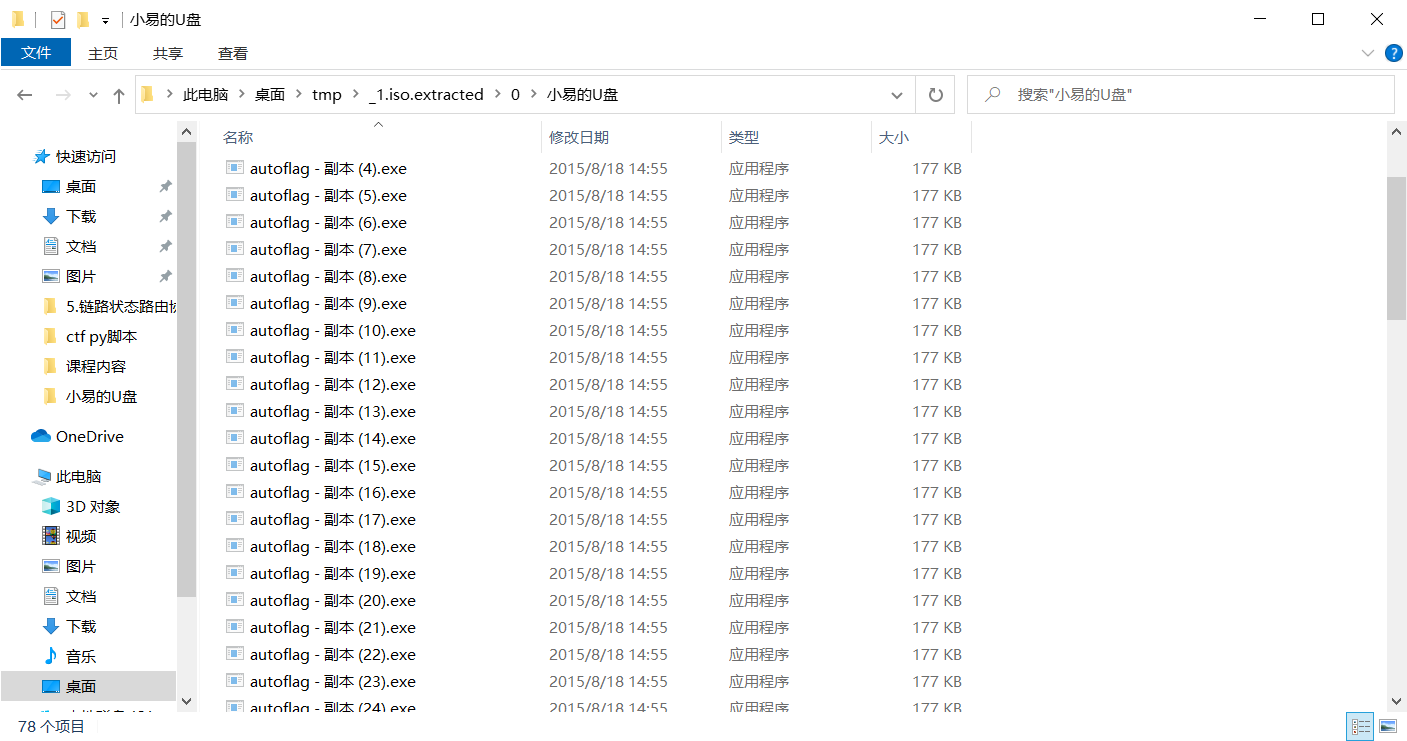 小易的U盘
文件 主页 共享 查看
此电脑 桌面 tmp _1.iso.extracted 0 小易的U盘
搜索"小易的U盘"
快速访问
桌面
下载
文档
图片
5.链路状态路由协
ctf py脚本
课程内容
小易的U盘
OneDrive
此电脑
3D 对象
视频
图片
文档
下载
音乐
桌面
名称 修改日期 类型 大小
autoflag - 副本 (4).exe 2015/8/18 14:55 应用程序 177 KB
autoflag - 副本 (5).exe 2015/8/18 14:55 应用程序 177 KB
autoflag - 副本 (6).exe 2015/8/18 14:55 应用程序 177 KB
autoflag - 副本 (7).exe 2015/8/18 14:55 应用程序 177 KB
autoflag - 副本 (8).exe 2015/8/18 14:55 应用程序 177 KB
autoflag - 副本 (9).exe 2015/8/18 14:55 应用程序 177 KB
autoflag - 副本 (10).exe 2015/8/18 14:55 应用程序 177 KB
autoflag - 副本 (11).exe 2015/8/18 14:55 应用程序 177 KB
autoflag - 副本 (12).exe 2015/8/18 14:55 应用程序 177 KB
autoflag - 副本 (13).exe 2015/8/18 14:55 应用程序 177 KB
autoflag - 副本 (14).exe 2015/8/18 14:55 应用程序 177 KB
autoflag - 副本 (15).exe 2015/8/18 14:55 应用程序 177 KB
autoflag - 副本 (16).exe 2015/8/18 14:55 应用程序 177 KB
autoflag - 副本 (17).exe 2015/8/18 14:55 应用程序 177 KB
autoflag - 副本 (18).exe 2015/8/18 14:55 应用程序 177 KB
autoflag - 副本 (19).exe 2015/8/18 14:55 应用程序 177 KB
autoflag - 副本 (20).exe 2015/8/18 14:55 应用程序 177 KB
autoflag - 副本 (21).exe 2015/8/18 14:55 应用程序 177 KB
autoflag - 副本 (22).exe 2015/8/18 14:55 应用程序 177 KB
autoflag - 副本 (23).exe 2015/8/18 14:55 应用程序 177 KB
autoflag - 副本 (24).exe 2015/8/18 14:55 应用程序 177 KB
78 个项目